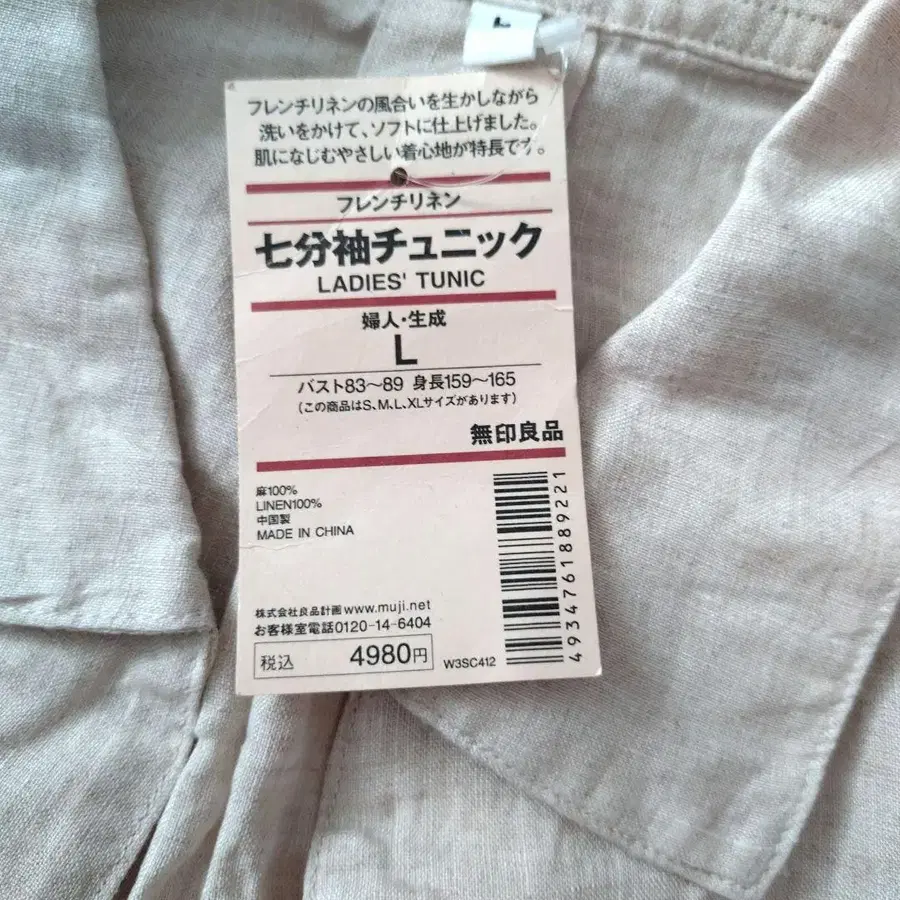 L
フレンチリネンの風合いを生かしながら
洗いをかけて、ソフトに仕上げました。
肌になじむやさしい着心地が特長です。
フレンチリネン
七分袖チュニック
LADIES' TUNIC
婦人・生成
L
バスト83〜89 身長159〜165
(この商品はS、M、L、XLサイズがあります)
無印良品
麻100%
LINEN100%
中国製
MADE IN CHINA
株式会社良品計画 www.muji.net
お客様室電話0120-14-6404
税込 4980円
W3SC412
4934761889221